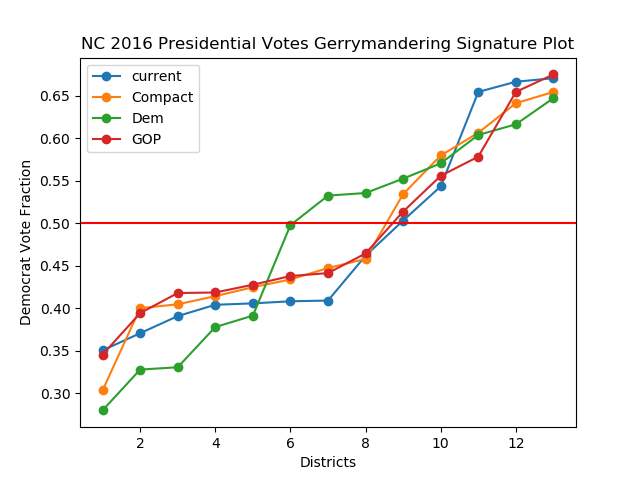 NC 2016 Presidential Votes Gerrymandering Signature Plot
current
Compact
Dem
GOP
0.65
0.60
0.55
0.50
0.45
0.40
0.35
0.30
Democrat Vote Fraction
2 4 6 8 10 12
Districts